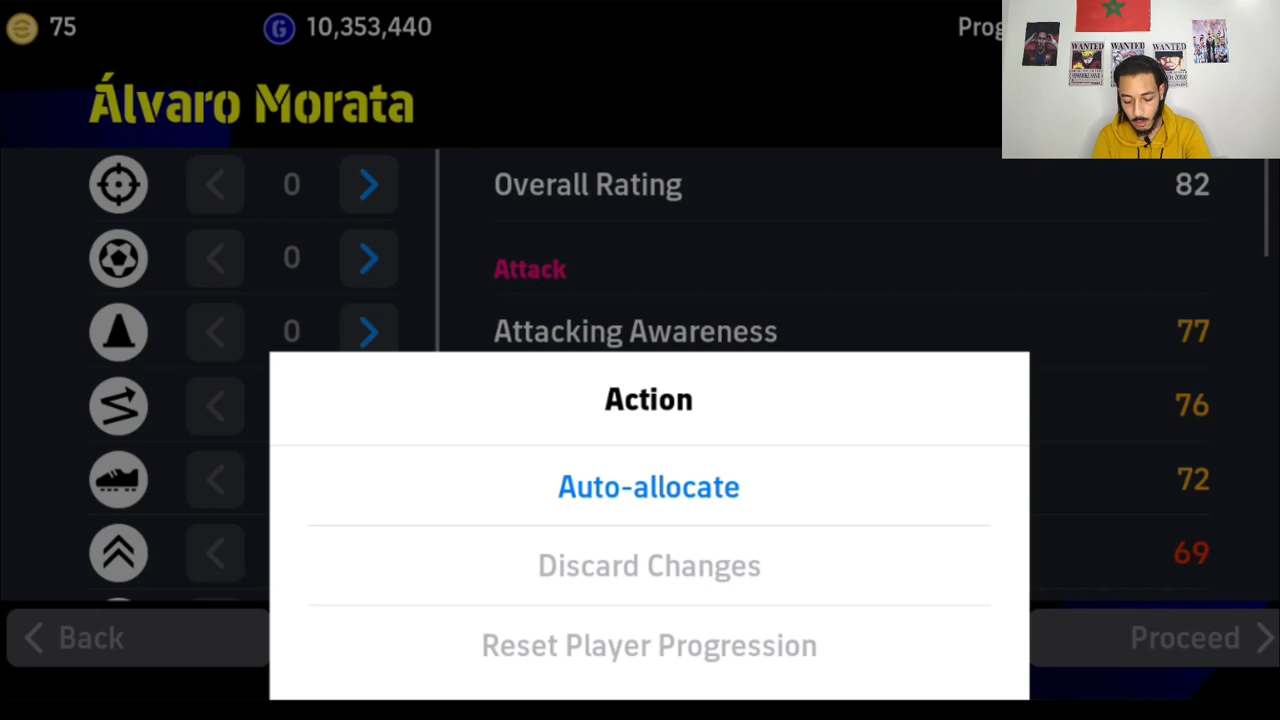 75
10,353,440
Prog
Álvaro Morata
WANTED
WANTED
WANTED
0
Overall Rating
82
0
Attack
0
Attacking Awareness
77
76
72
69
Action
Auto-allocate
Discard Changes
Reset Player Progression
Back
Proceed